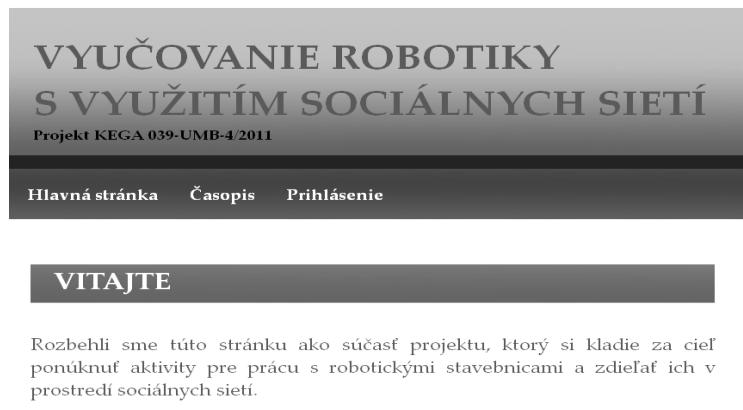 VYUČOVANIE ROBOTIKY
S VYUŽITÍM SOCIÁLNYCH SIETÍ
Projekt KEGA 039-UMB-4/2011
Hlavná stránka Časopis Prihlásenie
VITAJTE
Rozbehli sme túto stránku ako súčasť projektu, ktorý si kladie za cieľ
ponúknuť aktivity pre prácu s robotickými stavebnicami a zdieľať ich v
prostredí sociálnych sietí.